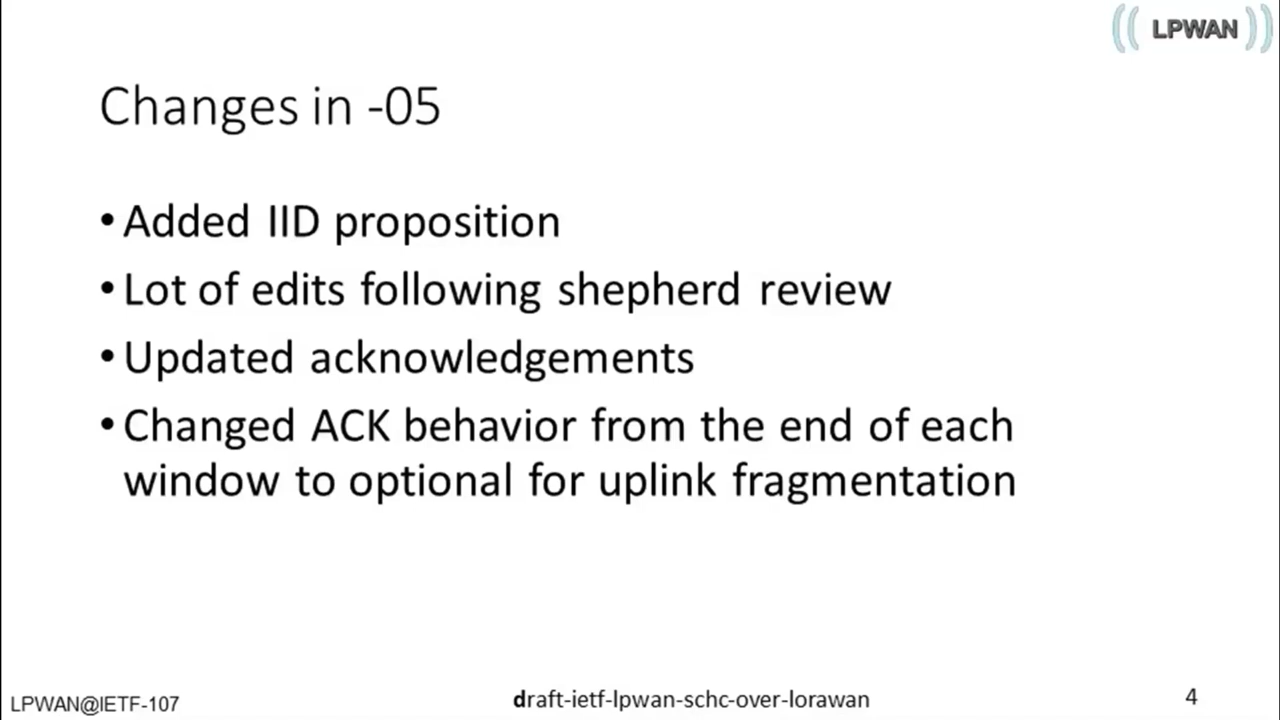 LPWAN
Changes in -05
• Added IID proposition
• Lot of edits following shepherd review
• Updated acknowledgements
• Changed ACK behavior from the end of each
window to optional for uplink fragmentation
LPWAN@IETF-107
draft-ietf-lpwan-schc-over-lorawan
4